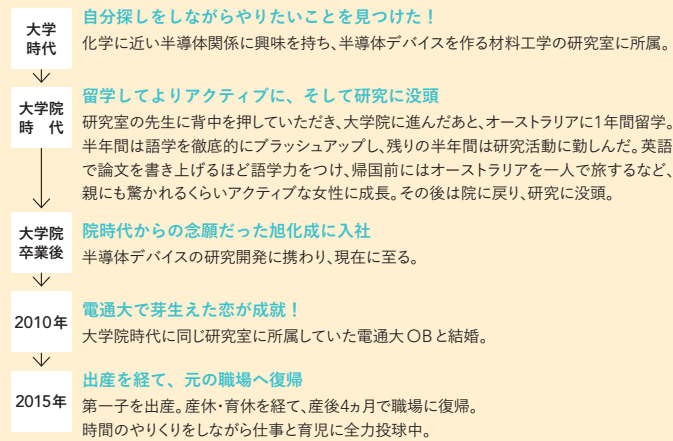 大学
時代
自分探しをしながらやりたいことを見つけた！
化学に近い半導体関係に興味を持ち、半導体デバイスを作る材料工学の研究室に所属。
大学院
時　代
留学してよりアクティブに、そして研究に没頭
研究室の先生に背中を押していただき、大学院に進んだあと、オーストラリアに1年間留学。
半年間は語学を徹底的にブラッシュアップし、残りの半年間は研究活動に勤しんだ。英語
で論文を書き上げるほど語学力をつけ、帰国前にはオーストラリアを一人で旅するなど、
親にも驚かれるくらいアクティブな女性に成長。その後は院に戻り、研究に没頭。
大学院
卒業後
院時代からの念願だった旭化成に入社
半導体デバイスの研究開発に携わり、現在に至る。
2010年
電通大で芽生えた恋が成就！
大学院時代に同じ研究室に所属していた電通大OBと結婚。
2015年
出産を経て、元の職場へ復帰
第一子を出産。産休・育休を経て、産後4ヵ月で職場に復帰。
時間のやりくりをしながら仕事と育児に全力投球中。